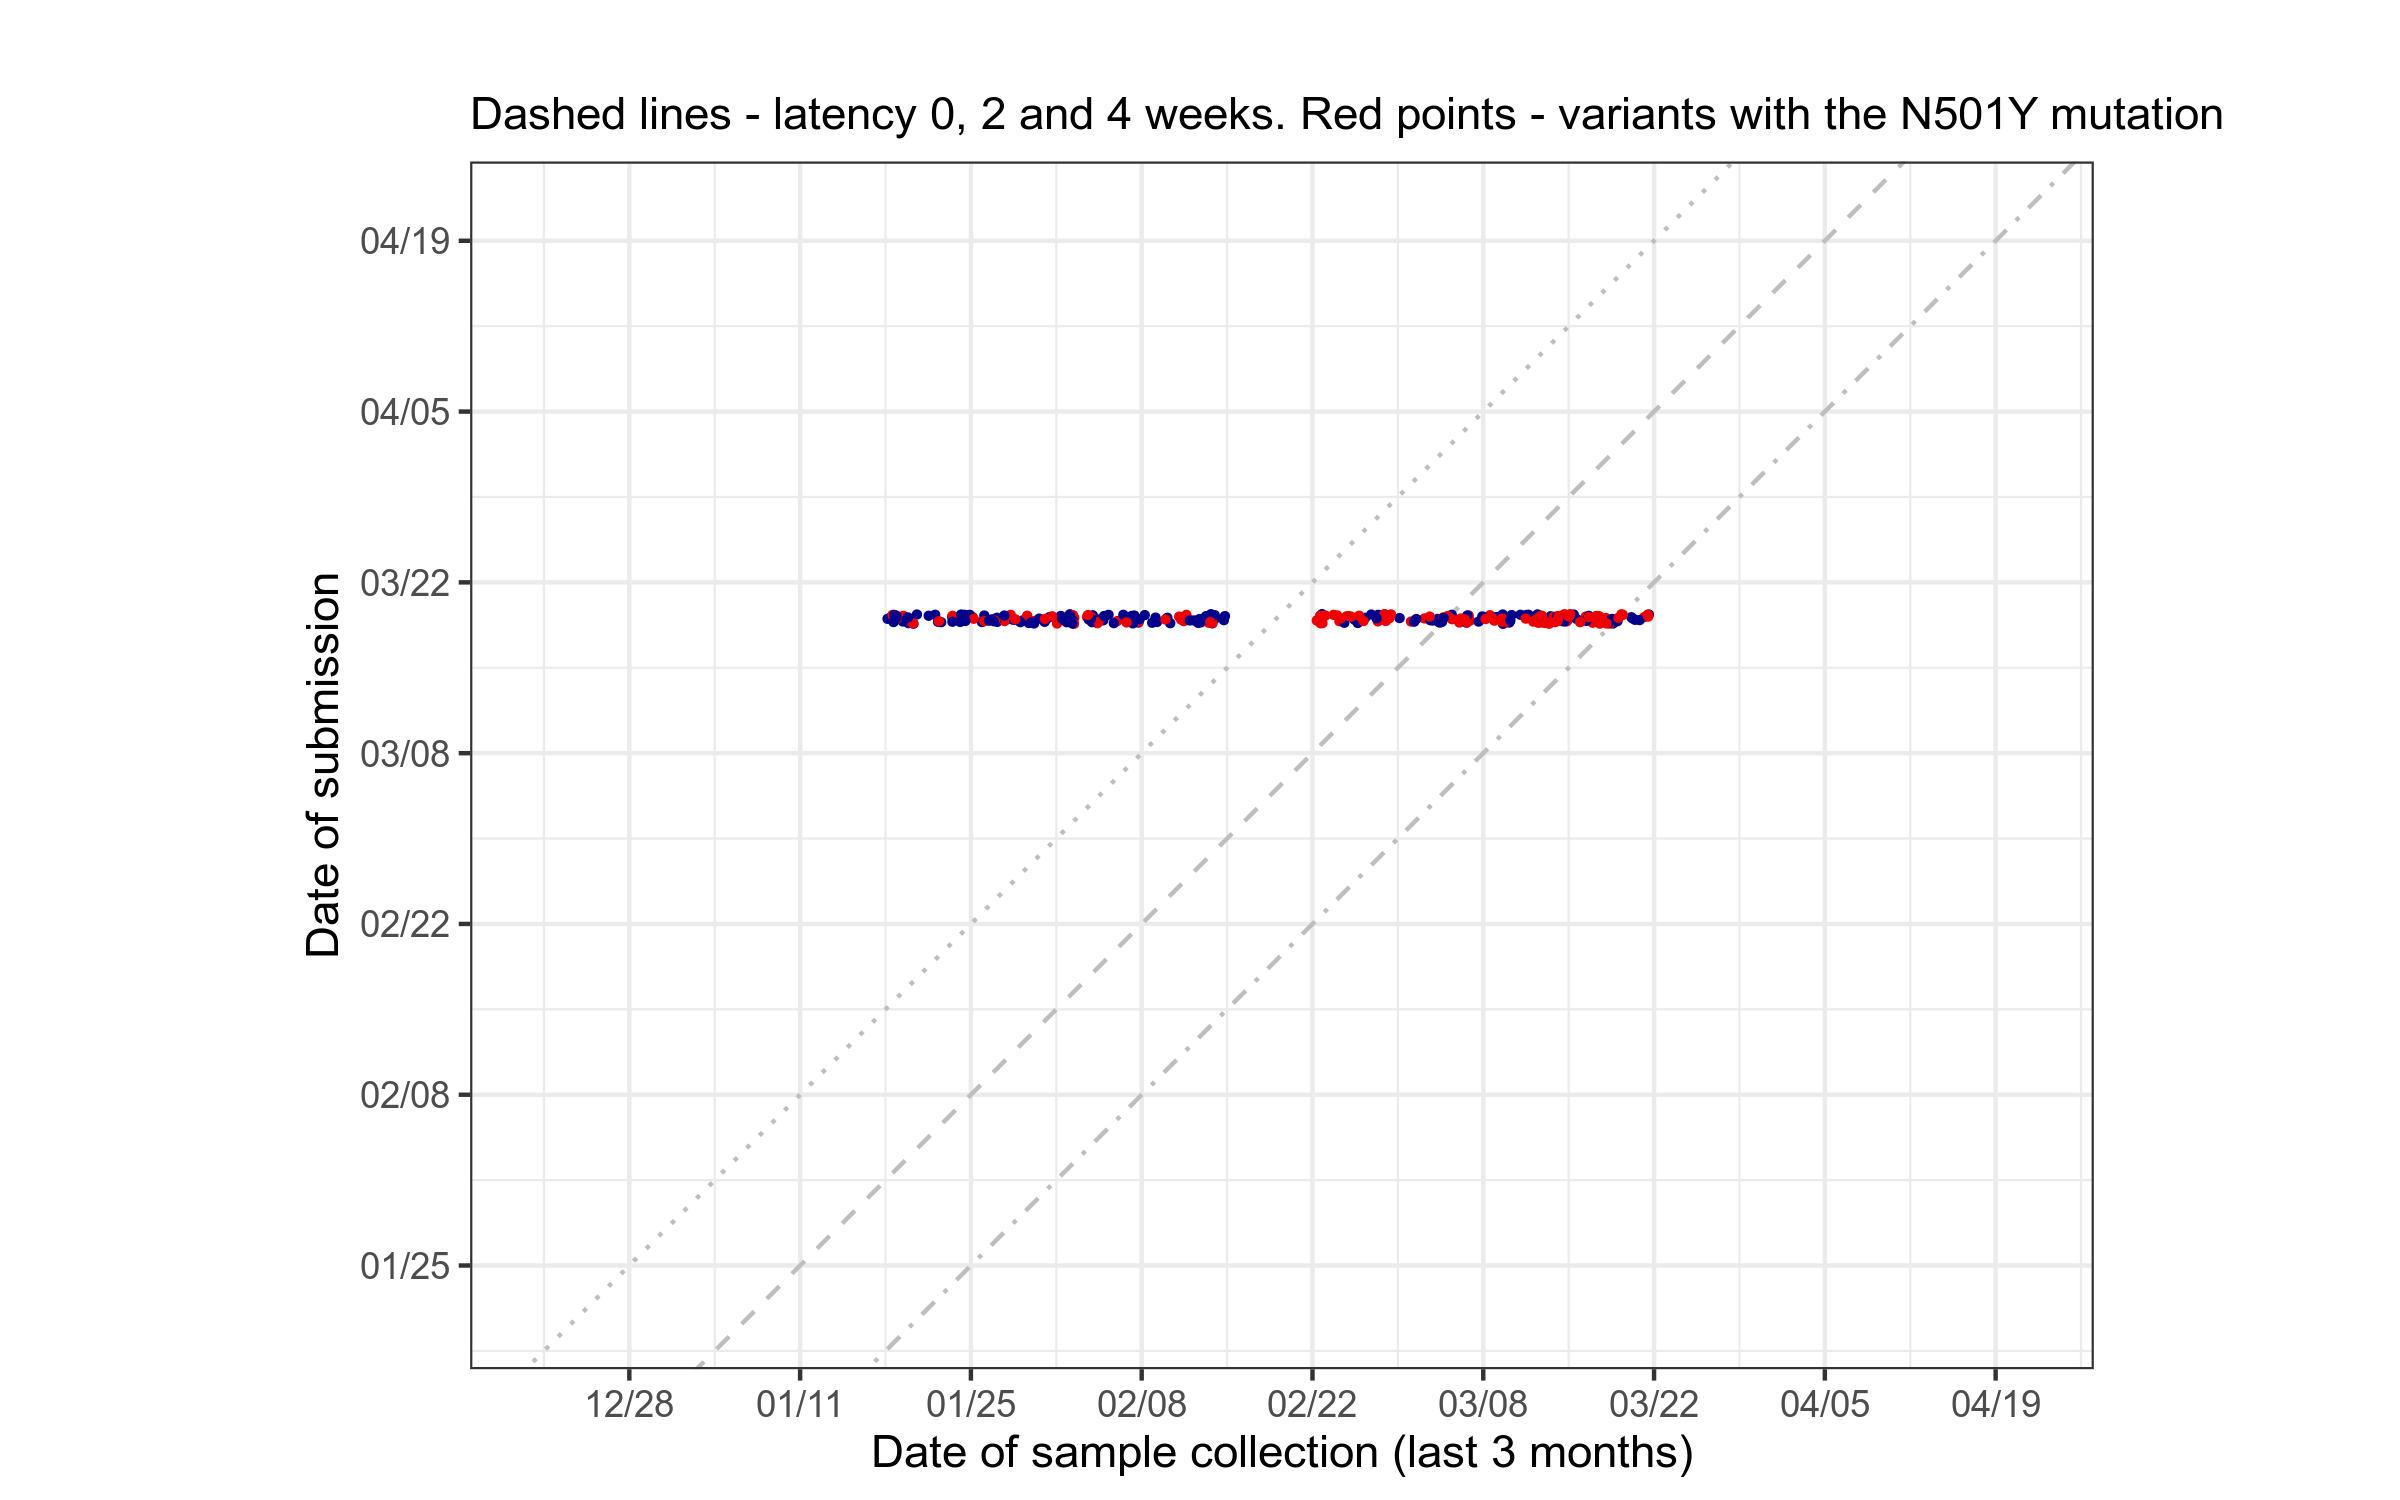 Dashed lines - latency 0, 2 and 4 weeks. Red points - variants with the N501Y mutation
04/19
04/05
03/22
03/08
02/22
02/08
01/25
Date of submission
12/28 01/11 01/25 02/08 02/22 03/08 03/22 04/05 04/19
Date of sample collection (last 3 months)